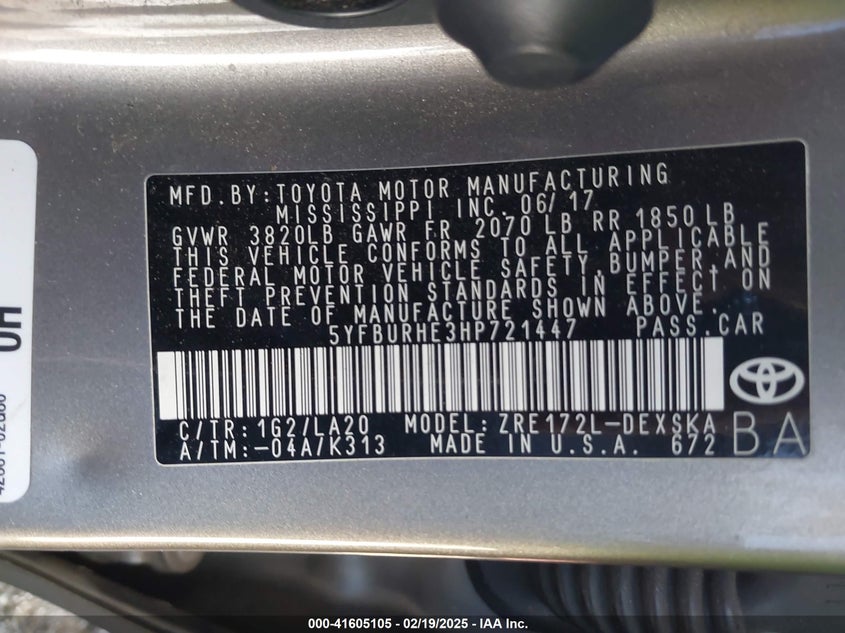 MFD.BY:TOYOTA MOTOR MANUFACTURING
MISSISSIPPI INC. 06/17
GVWR 3820LB GAWR FR 2070 LB RR 1850 LB
THIS VEHICLE CONFORMS TO ALL APPLICABLE
FEDERAL MOTOR VEHICLE SAFETY,BUMPER,AND
THEFT PREVENTION STANDARDS IN EFFECT ON
THE DATE OF MANUFACTURE SHOWN ABOVE.
5YFBURHE3HP721447 PASS.CAR
C/TR: 1G2/LA20 MODEL: ZRE172L-DEXSKA
A/TM:-04A/K313 MADE IN U.S.A. 672
BA
000-41605105 - 02/19/2025 - IAA Inc.